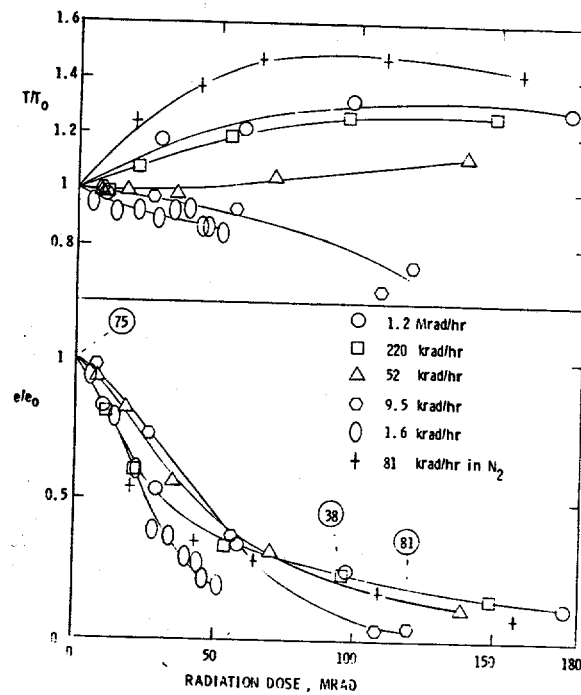 1.6
1.4
T/T₀
1.2
1
0.8
75
1
e/e₀
0.5
0
1.2 Mrad/hr
220 krad/hr
52 krad/hr
9.5 krad/hr
1.6 krad/hr
81 krad/hr in N₂
38
81
0 50 100 150 180
RADIATION DOSE, MRAD